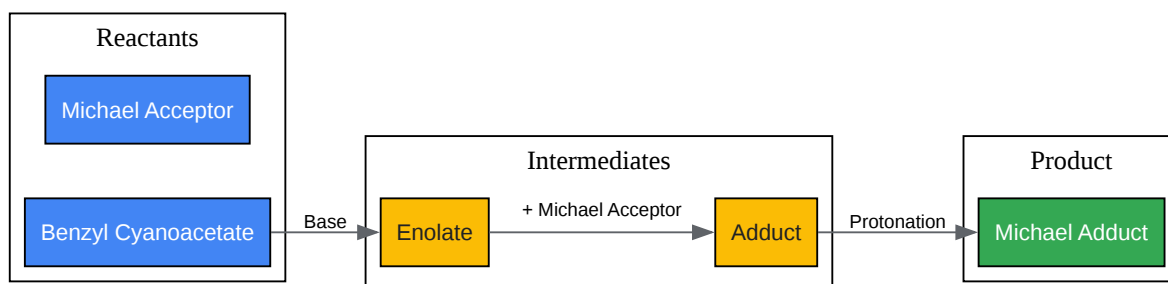 Reactants
Michael Acceptor
Benzyl Cyanoacetate
Base
Intermediates
Enolate
+ Michael Acceptor
Adduct
Protonation
Product
Michael Adduct